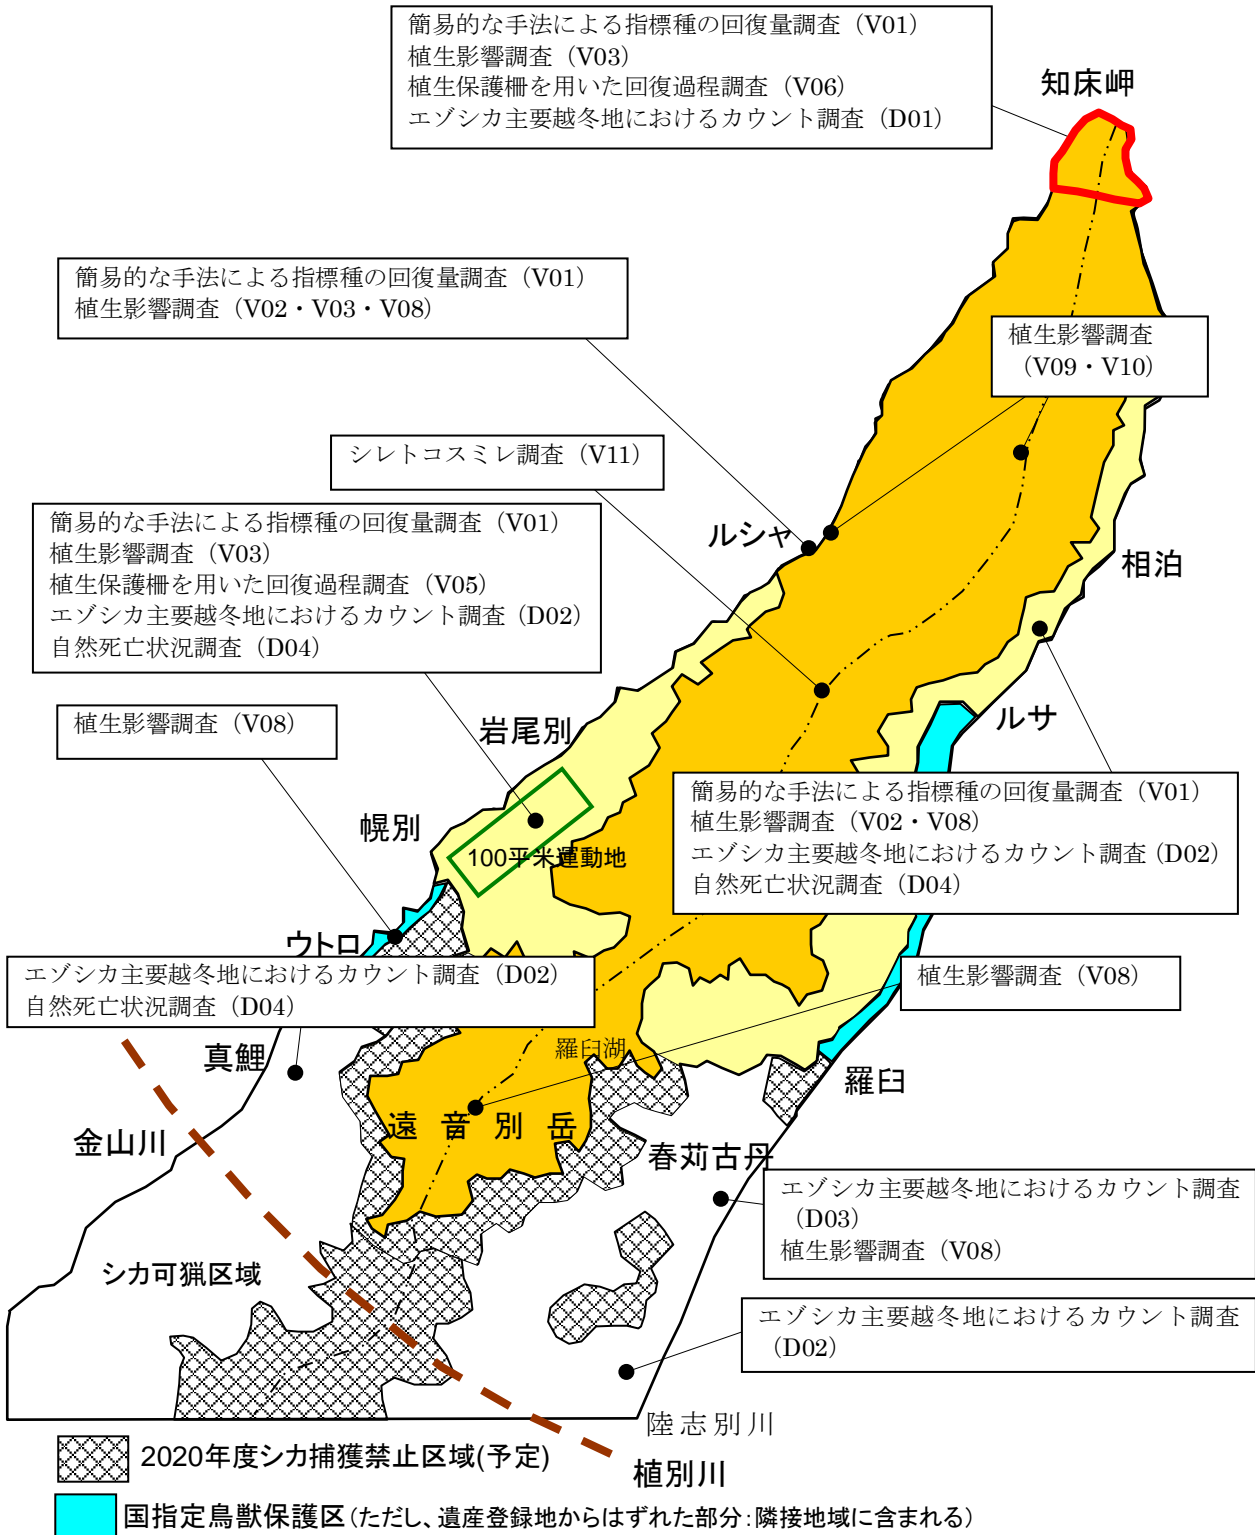 簡易的な手法による指標種の回復量調査（V01）
植生影響調査（V03）
植生保護柵を用いた回復過程調査（V06）
エゾシカ主要越冬地におけるカウント調査（D01）
知床岬
簡易的な手法による指標種の回復量調査（V01）
植生影響調査（V02・V03・V08）
植生影響調査
（V09・V10）
シレトコスミレ調査（V11）
簡易的な手法による指標種の回復量調査（V01）
植生影響調査（V03）
植生保護柵を用いた回復過程調査（V05）
エゾシカ主要越冬地におけるカウント調査（D02）
自然死亡状況調査（D04）
ルシャ
相泊
植生影響調査（V08）
岩尾別
ルサ
簡易的な手法による指標種の回復量調査（V01）
植生影響調査（V02・V08）
エゾシカ主要越冬地におけるカウント調査（D02）
自然死亡状況調査（D04）
幌別
100平米運動地
ウトロ
エゾシカ主要越冬地におけるカウント調査（D02）
自然死亡状況調査（D04）
植生影響調査（V08）
羅臼湖
真鯉
羅臼
遠音別岳
金山川
春苅古丹
エゾシカ主要越冬地におけるカウント調査
（D03）
植生影響調査（V08）
シカ可猟区域
エゾシカ主要越冬地におけるカウント調査
（D02）
陸志別川
2020年度シカ捕獲禁止区域(予定)
植別川
国指定鳥獣保護区(ただし、遺産登録地からはずれた部分:隣接地域に含まれる)